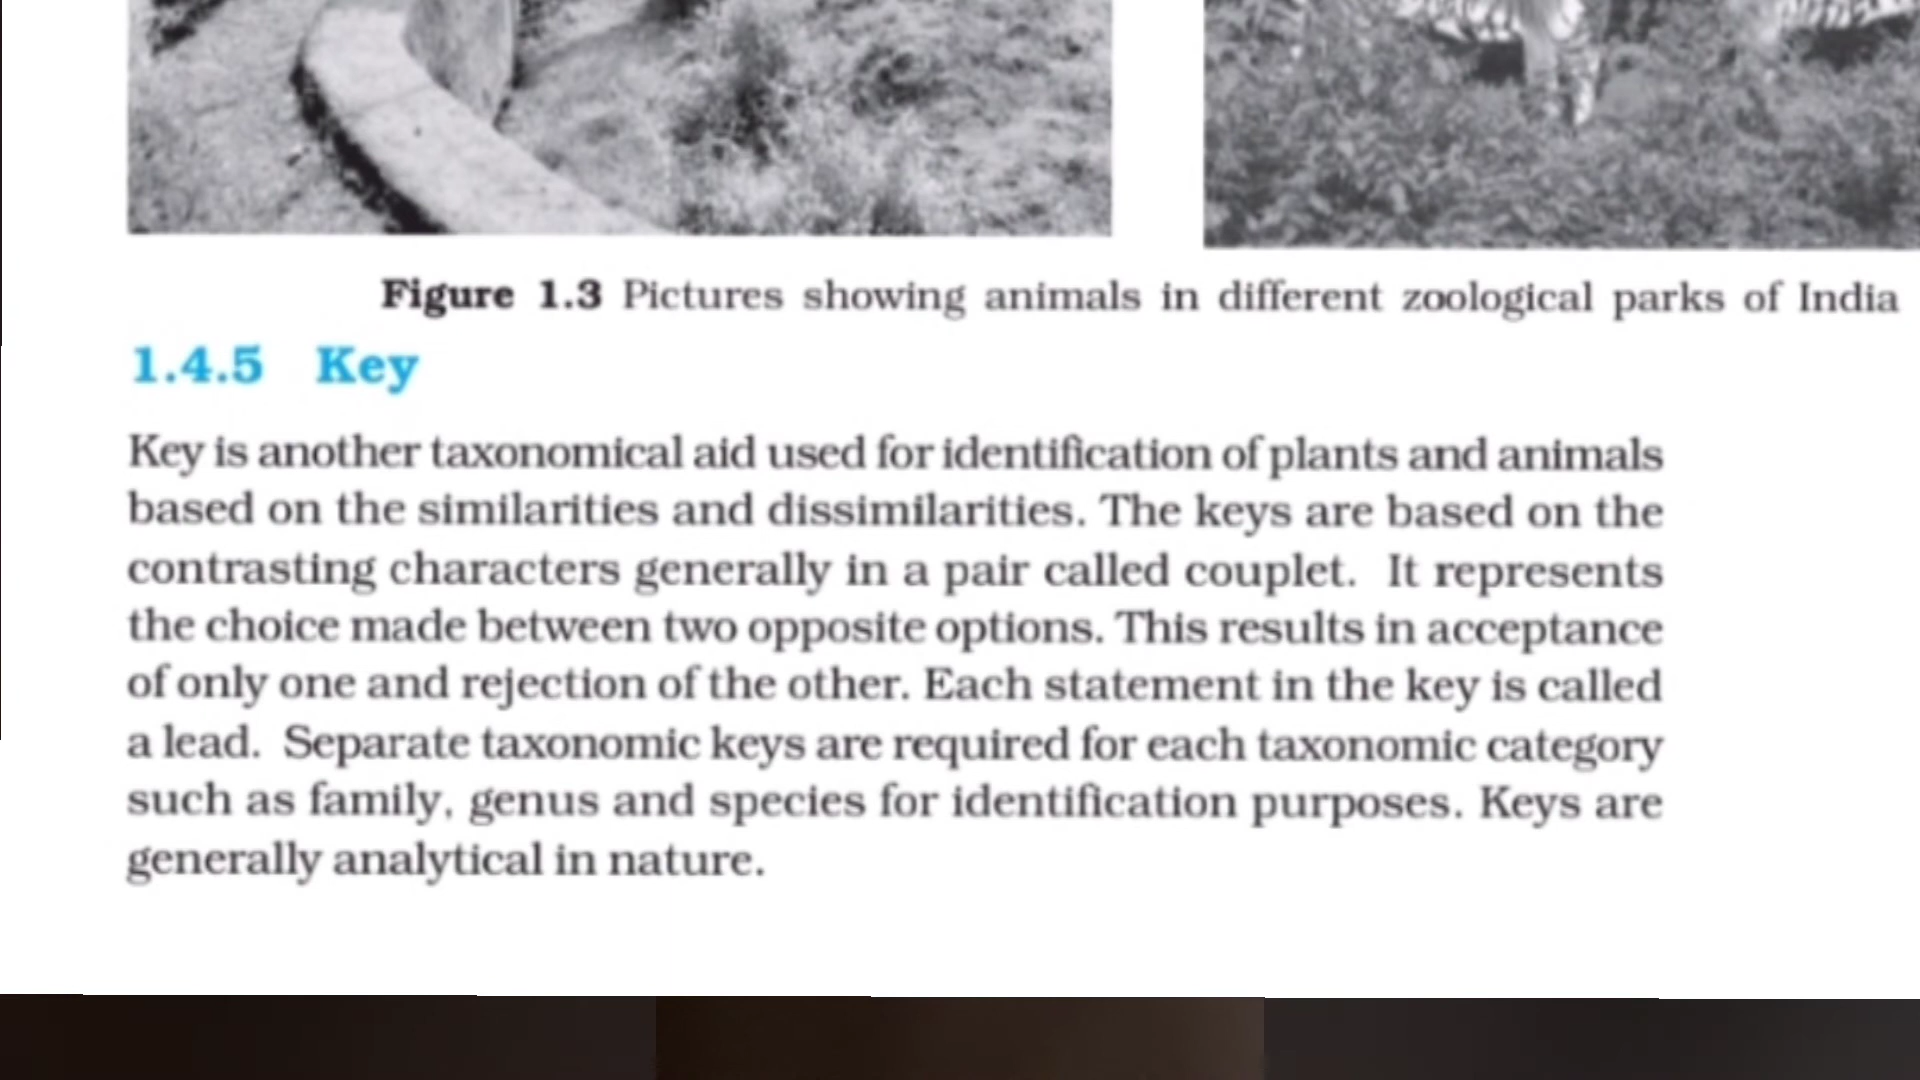 Figure 1.3 Pictures showing animals in different zoological parks of India
1.4.5 Key
Key is another taxonomical aid used for identification of plants and animals
based on the similarities and dissimilarities. The keys are based on the
contrasting characters generally in a pair called couplet. It represents
the choice made between two opposite options. This results in acceptance
of only one and rejection of the other. Each statement in the key is called
a lead. Separate taxonomic keys are required for each taxonomic category
such as family, genus and species for identification purposes. Keys are
generally analytical in nature.